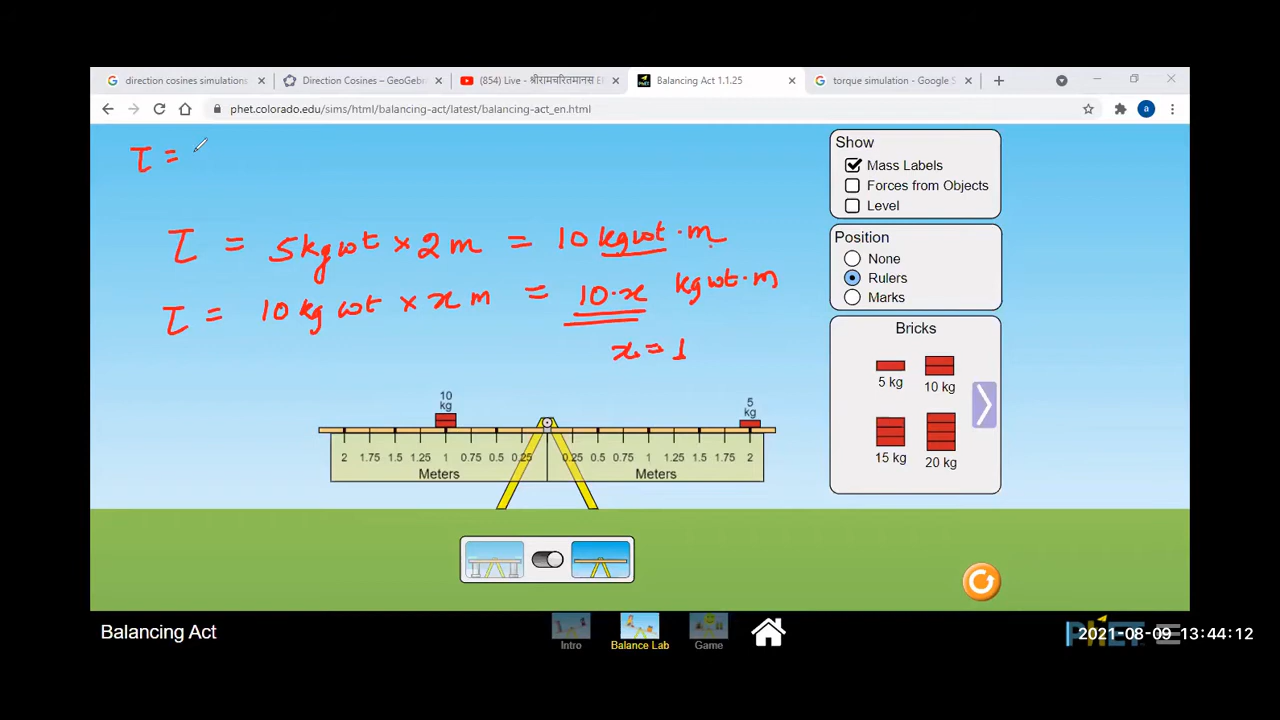 direction cosines simulations
Direction Cosines – GeoGeb
(854) Live - श्रीरामचरितमानस
Balancing Act 1.1.25
torque simulation - Google S
phet.colorado.edu/sims/html/balancing-act/latest/balancing-act_en.html
a
τ =
τ = 5 kg wt × 2 m = 10 kgwt · m
τ = 10 kg wt × x m = 10 · x kgwt · m
x = 1
Show
Mass Labels
Forces from Objects
Level
Position
None
Rulers
Marks
Bricks
5 kg 10 kg
15 kg 20 kg
10 kg
5 kg
2 1.75 1.5 1.25 1 0.75 0.5 0.25 0.25 0.5 0.75 1 1.25 1.5 1.75 2
Meters Meters
Balancing Act
Intro
Balance Lab
Game
PhET
2021-08-09 13:44:12